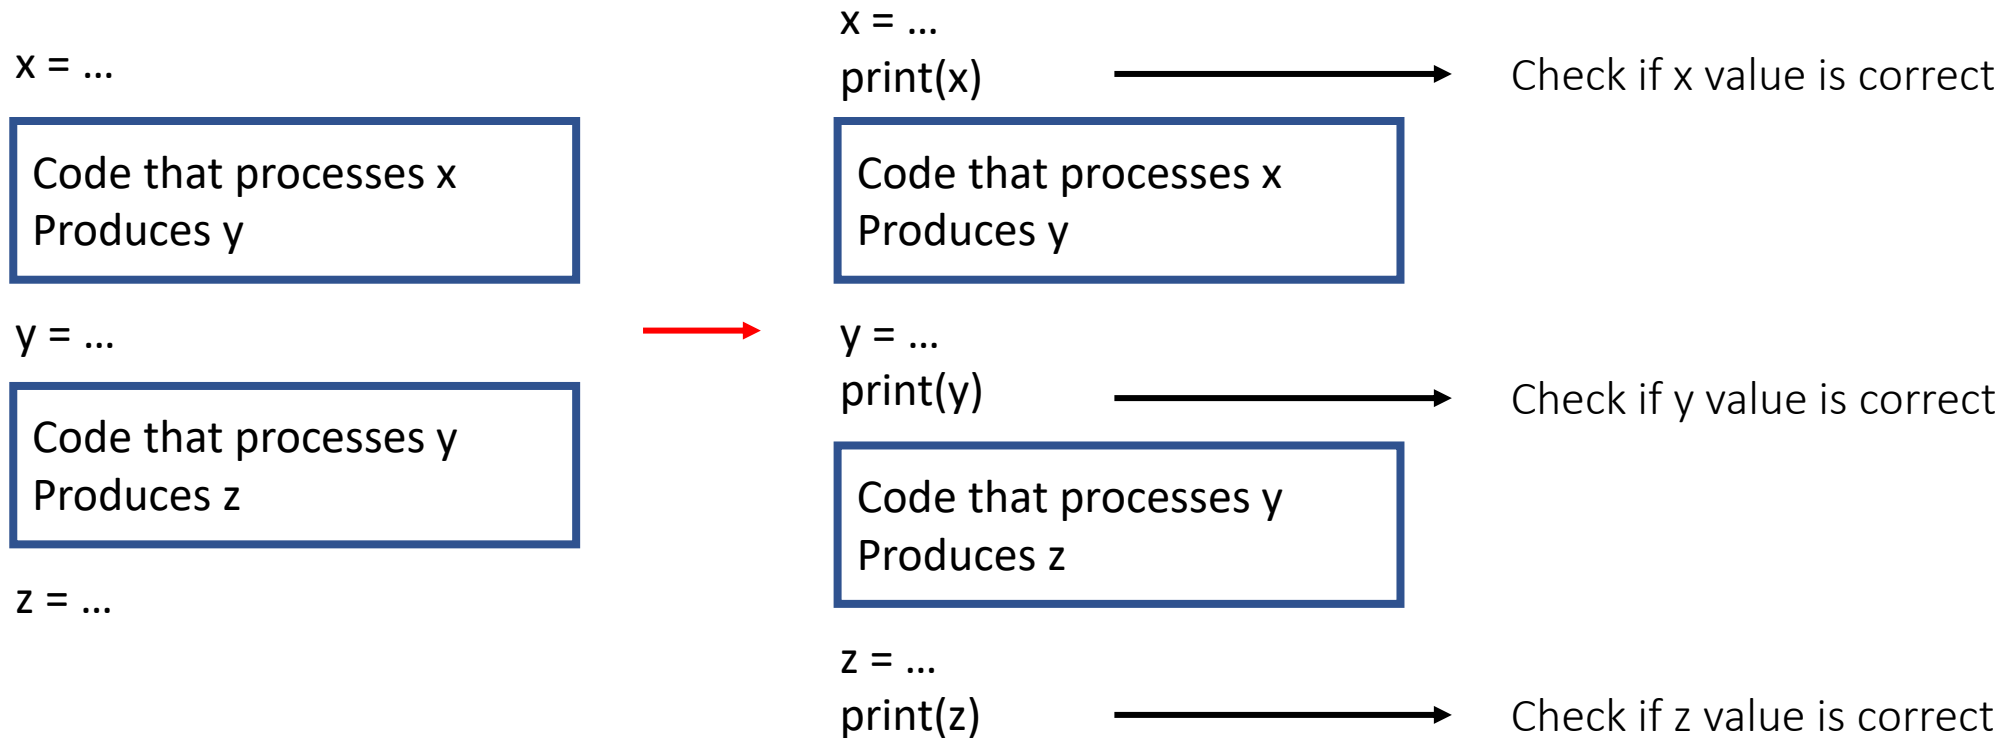 x = …
Code that processes x
Produces y
y = …
Code that processes y
Produces z
z = …
x = …
print(x)
Check if x value is correct
Code that processes x
Produces y
y = …
print(y)
Check if y value is correct
Code that processes y
Produces z
z = …
print(z)
Check if z value is correct